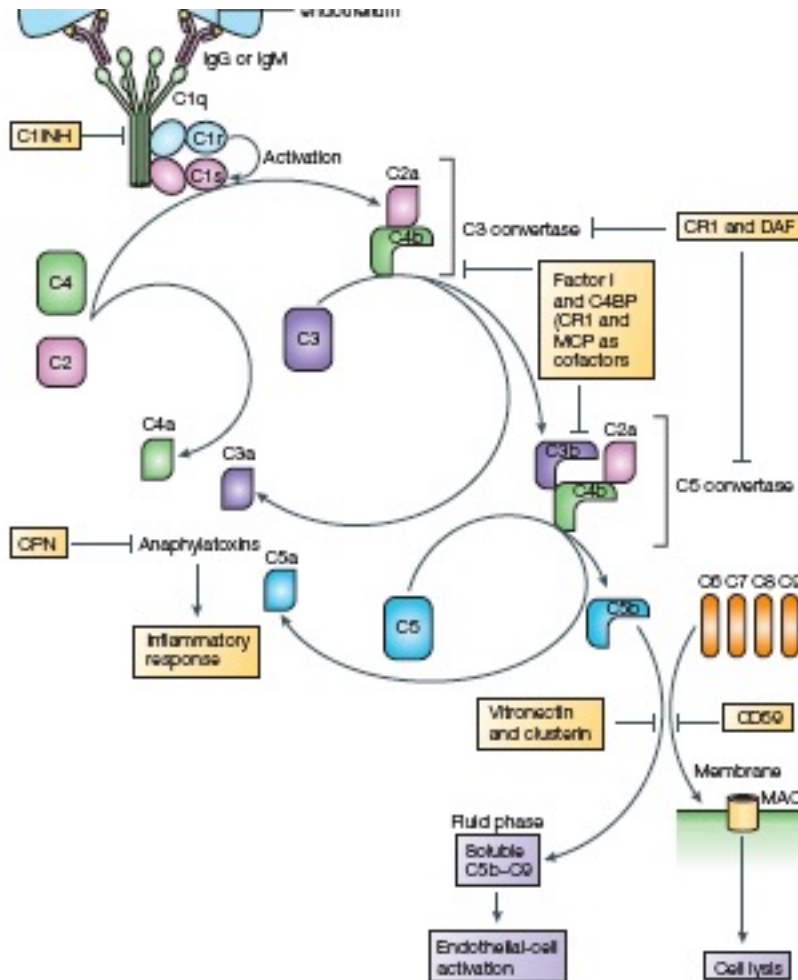 endothelium
IgG or IgM
C1q
C1INH
C1r
Activation
C1s
C2a
C3 convertase
CR1 and DAF
C4b
C4
Factor I
and C4BP
(CR1 and
MCP as
cofactors
C3
C2
C4a
C3a
C2a
C3b
C5 convertase
C4b
CPN
Anaphylatoxins
C5a
C6 C7 C8 C9
C5
C5b
Inflammatory
response
Vitronectin
and clusterin
CD59
Membrane
MAC
Fluid phase
Soluble
C5b–C9
Endothelial-cell
activation
Cell lysis